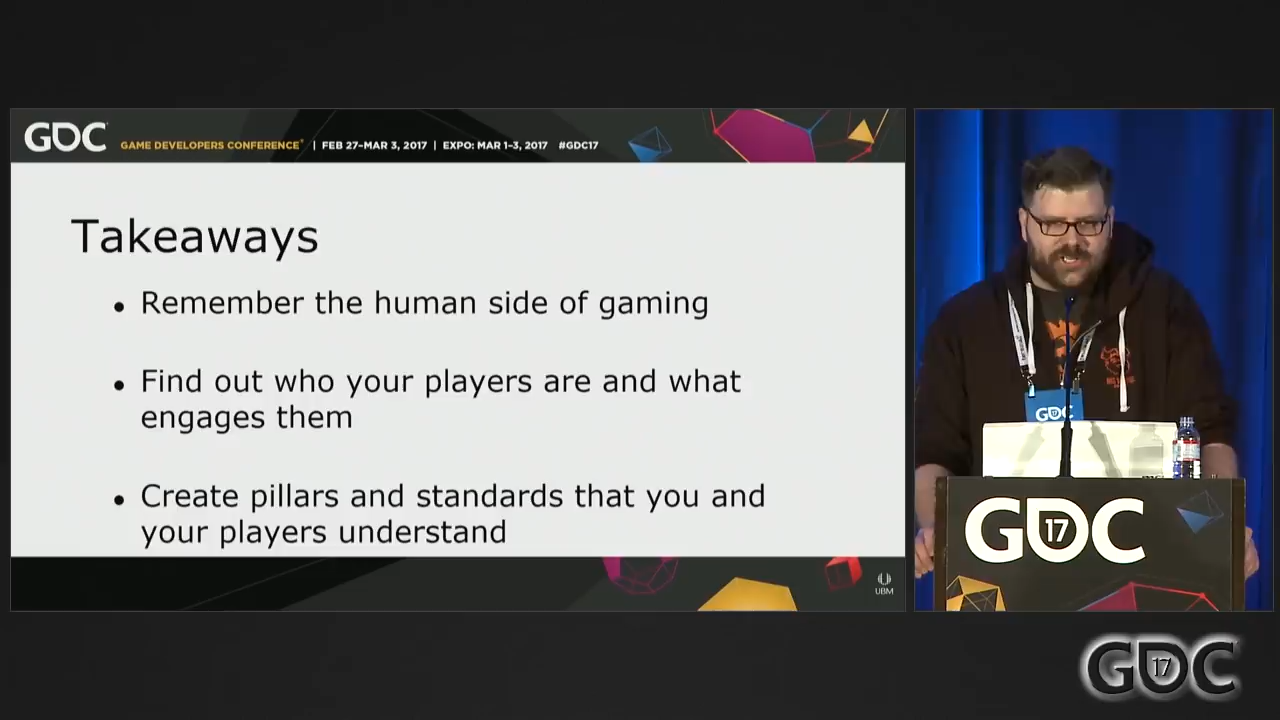 GDC GAME DEVELOPERS CONFERENCE® | FEB 27–MAR 3, 2017 | EXPO: MAR 1–3, 2017 #GDC17
Takeaways
• Remember the human side of gaming
• Find out who your players are and what
engages them
• Create pillars and standards that you and
your players understand
UBM
GDC
GDC 17
GDC 17